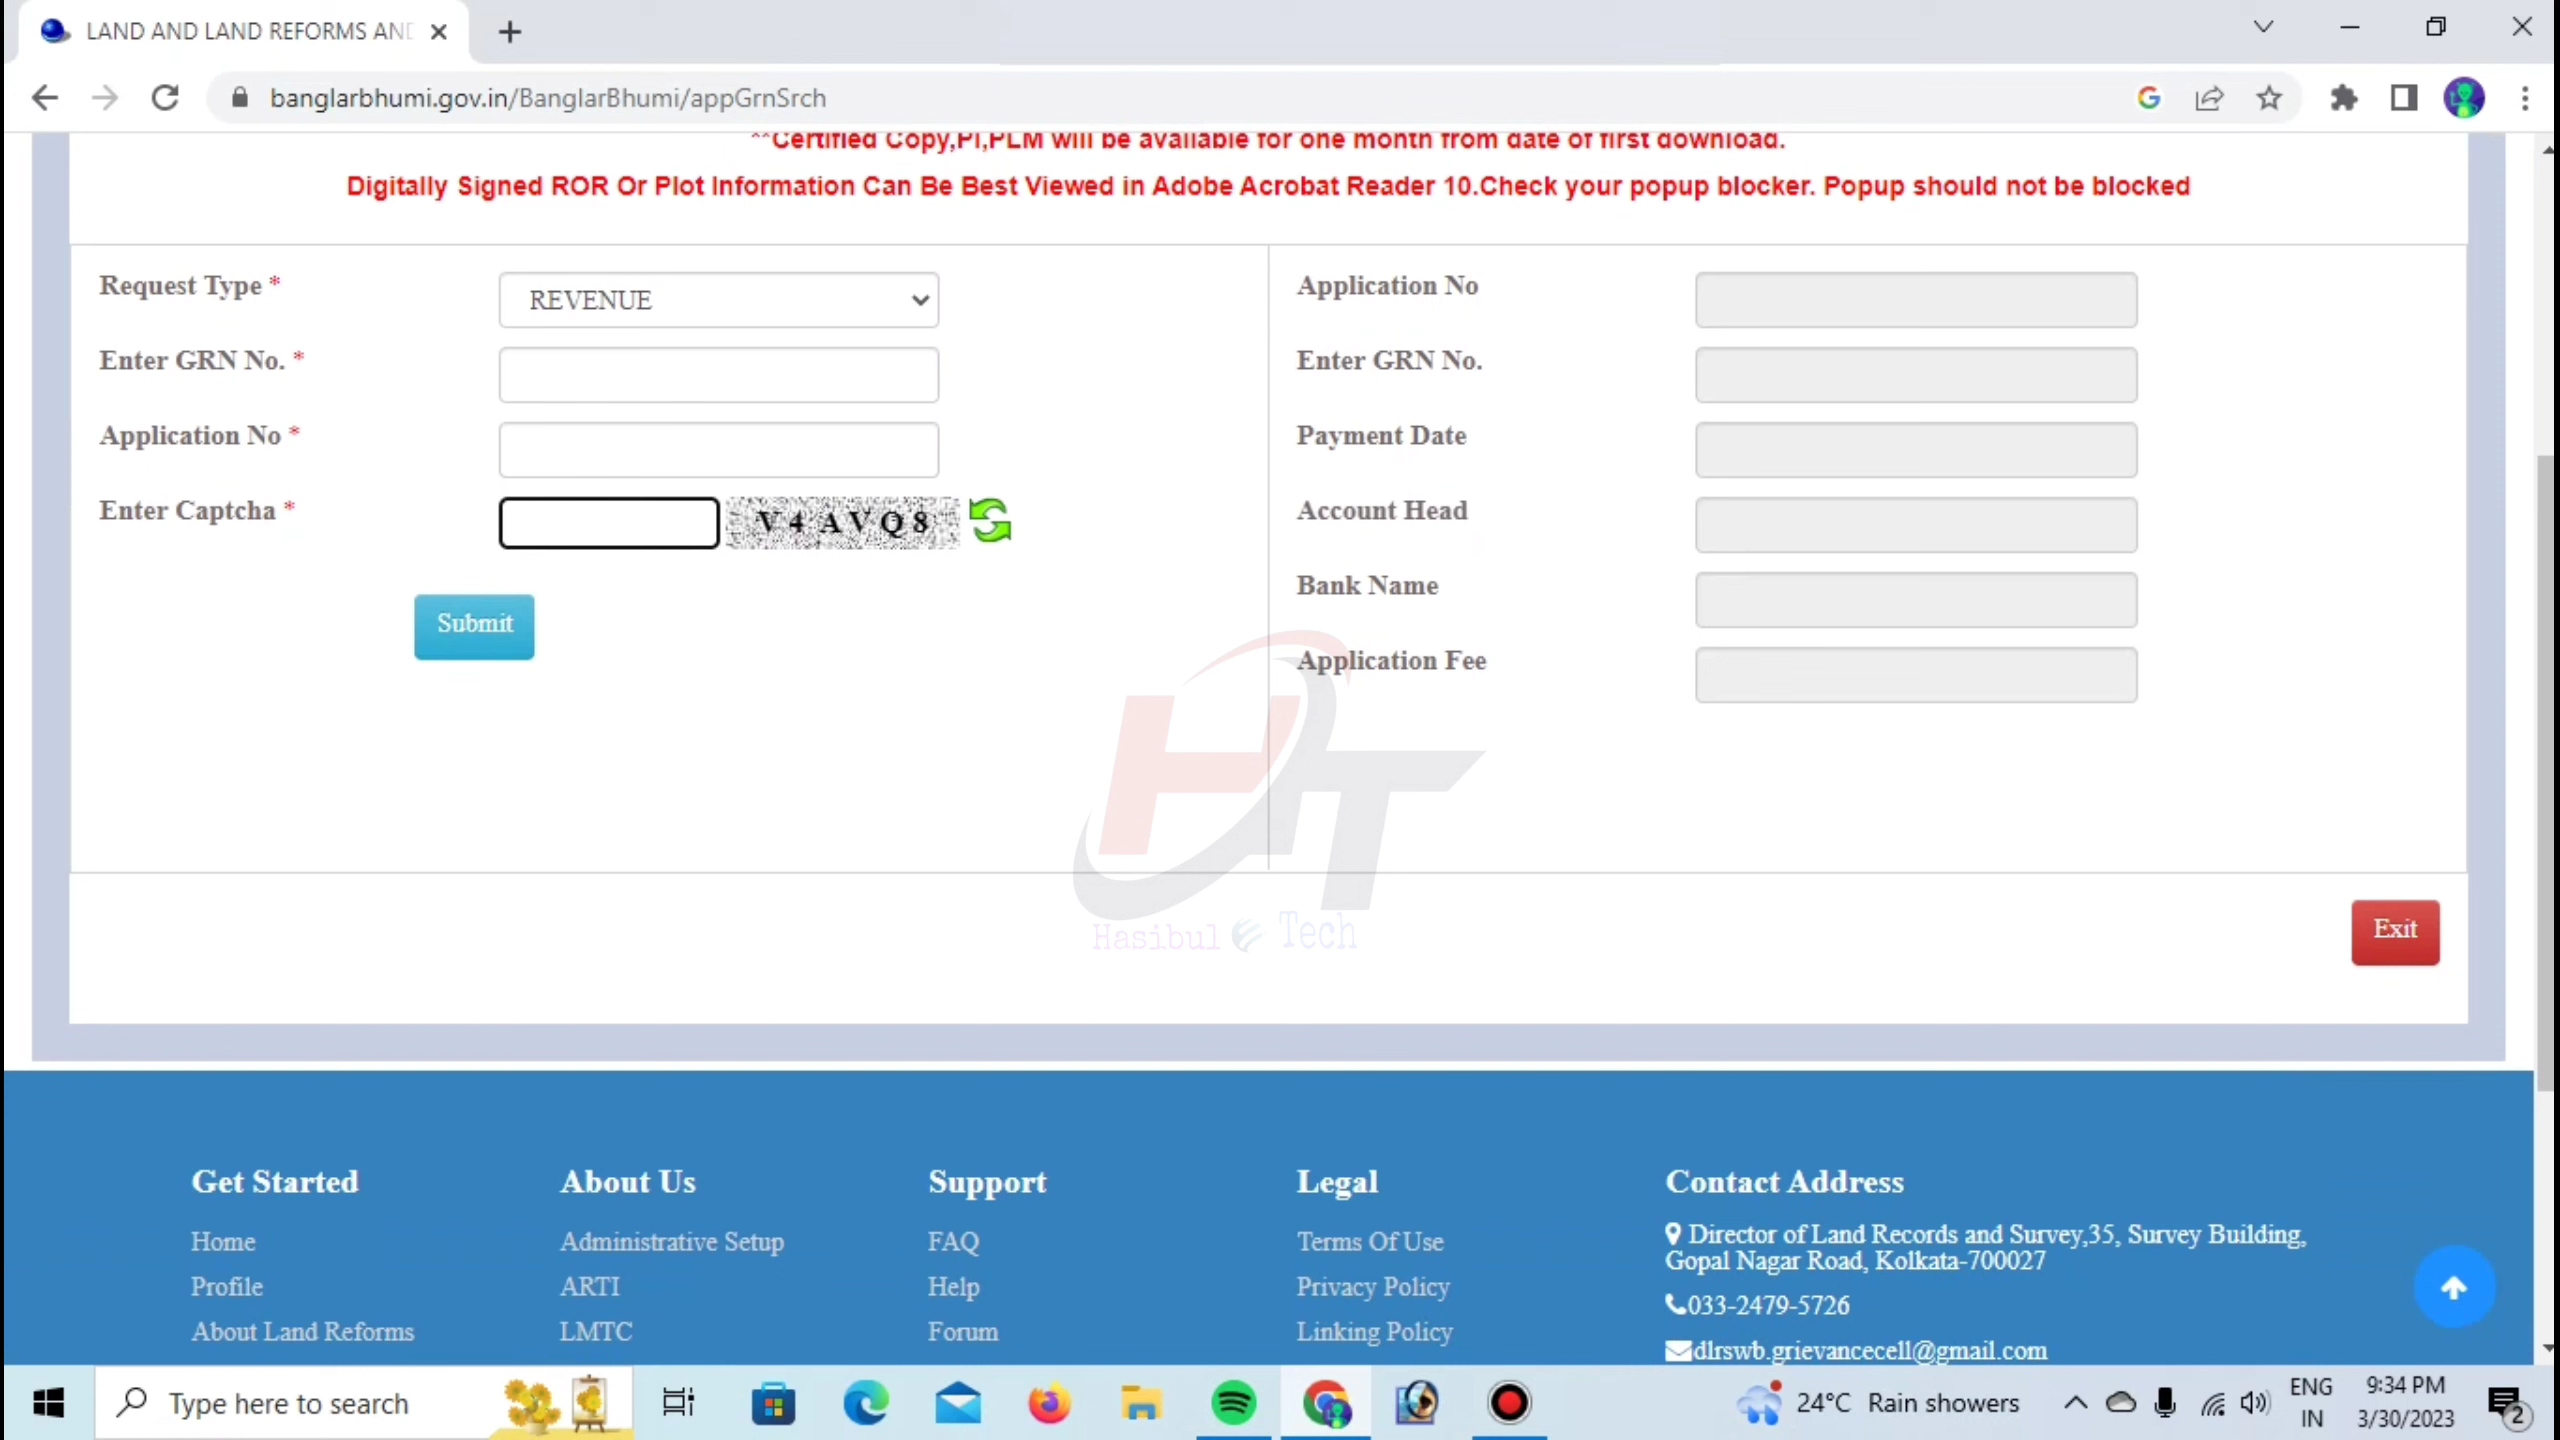 LAND AND LAND REFORMS AND
banglarbhumi.gov.in/BanglarBhumi/appGrnSrch
**Certified Copy,PI,PLM will be available for one month from date of first download.
Digitally Signed ROR Or Plot Information Can Be Best Viewed in Adobe Acrobat Reader 10.Check your popup blocker. Popup should not be blocked
Request Type * REVENUE
Enter GRN No. *
Application No *
Enter Captcha * V4AVQ8
Submit
Application No
Enter GRN No.
Payment Date
Account Head
Bank Name
Application Fee
HT
Hasibul Tech
Exit
Get Started
Home
Profile
About Land Reforms
About Us
Administrative Setup
ARTI
LMTC
Support
FAQ
Help
Forum
Legal
Terms Of Use
Privacy Policy
Linking Policy
Contact Address
Director of Land Records and Survey,35, Survey Building,
Gopal Nagar Road, Kolkata-700027
033-2479-5726
dlrswb.grievancecell@gmail.com
Type here to search
24°C Rain showers
ENG
IN
9:34 PM
3/30/2023
2